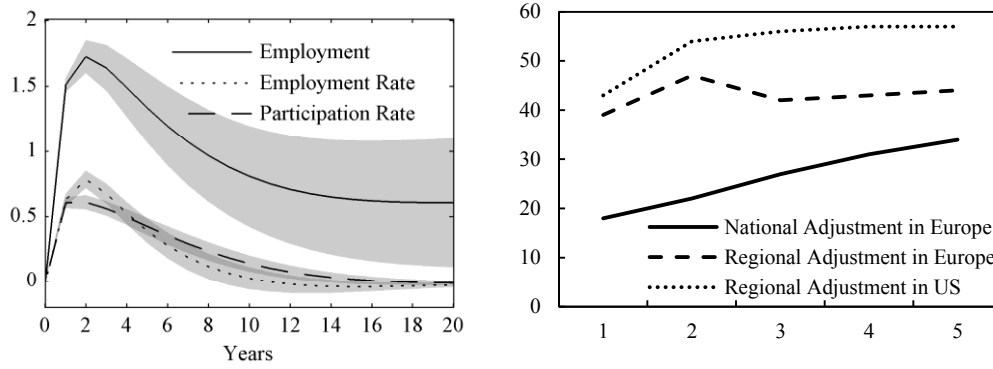 2
1.5
1
0.5
0
Employment
Employment Rate
Participation Rate
0 2 4 6 8 10 12 14 16 18 20
Years
60
50
40
30
20
10
0
National Adjustment in Europe
Regional Adjustment in Europe
Regional Adjustment in US
1 2 3 4 5